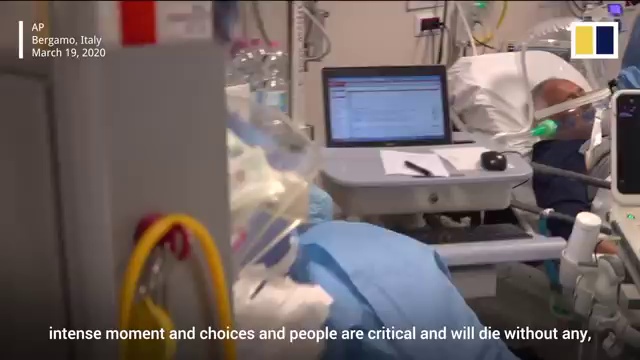 AP
Bergamo, Italy
March 19, 2020
intense moment and choices and people are critical and will die without any,